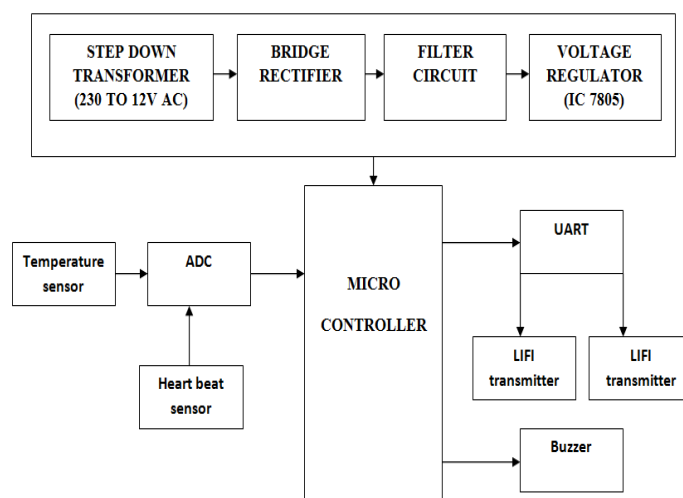 STEP DOWN
TRANSFORMER
(230 TO 12V AC)
BRIDGE
RECTIFIER
FILTER
CIRCUIT
VOLTAGE
REGULATOR
(IC 7805)
Temperature
sensor
ADC
Heart beat
sensor
MICRO
CONTROLLER
UART
LIFI
transmitter
LIFI
transmitter
Buzzer